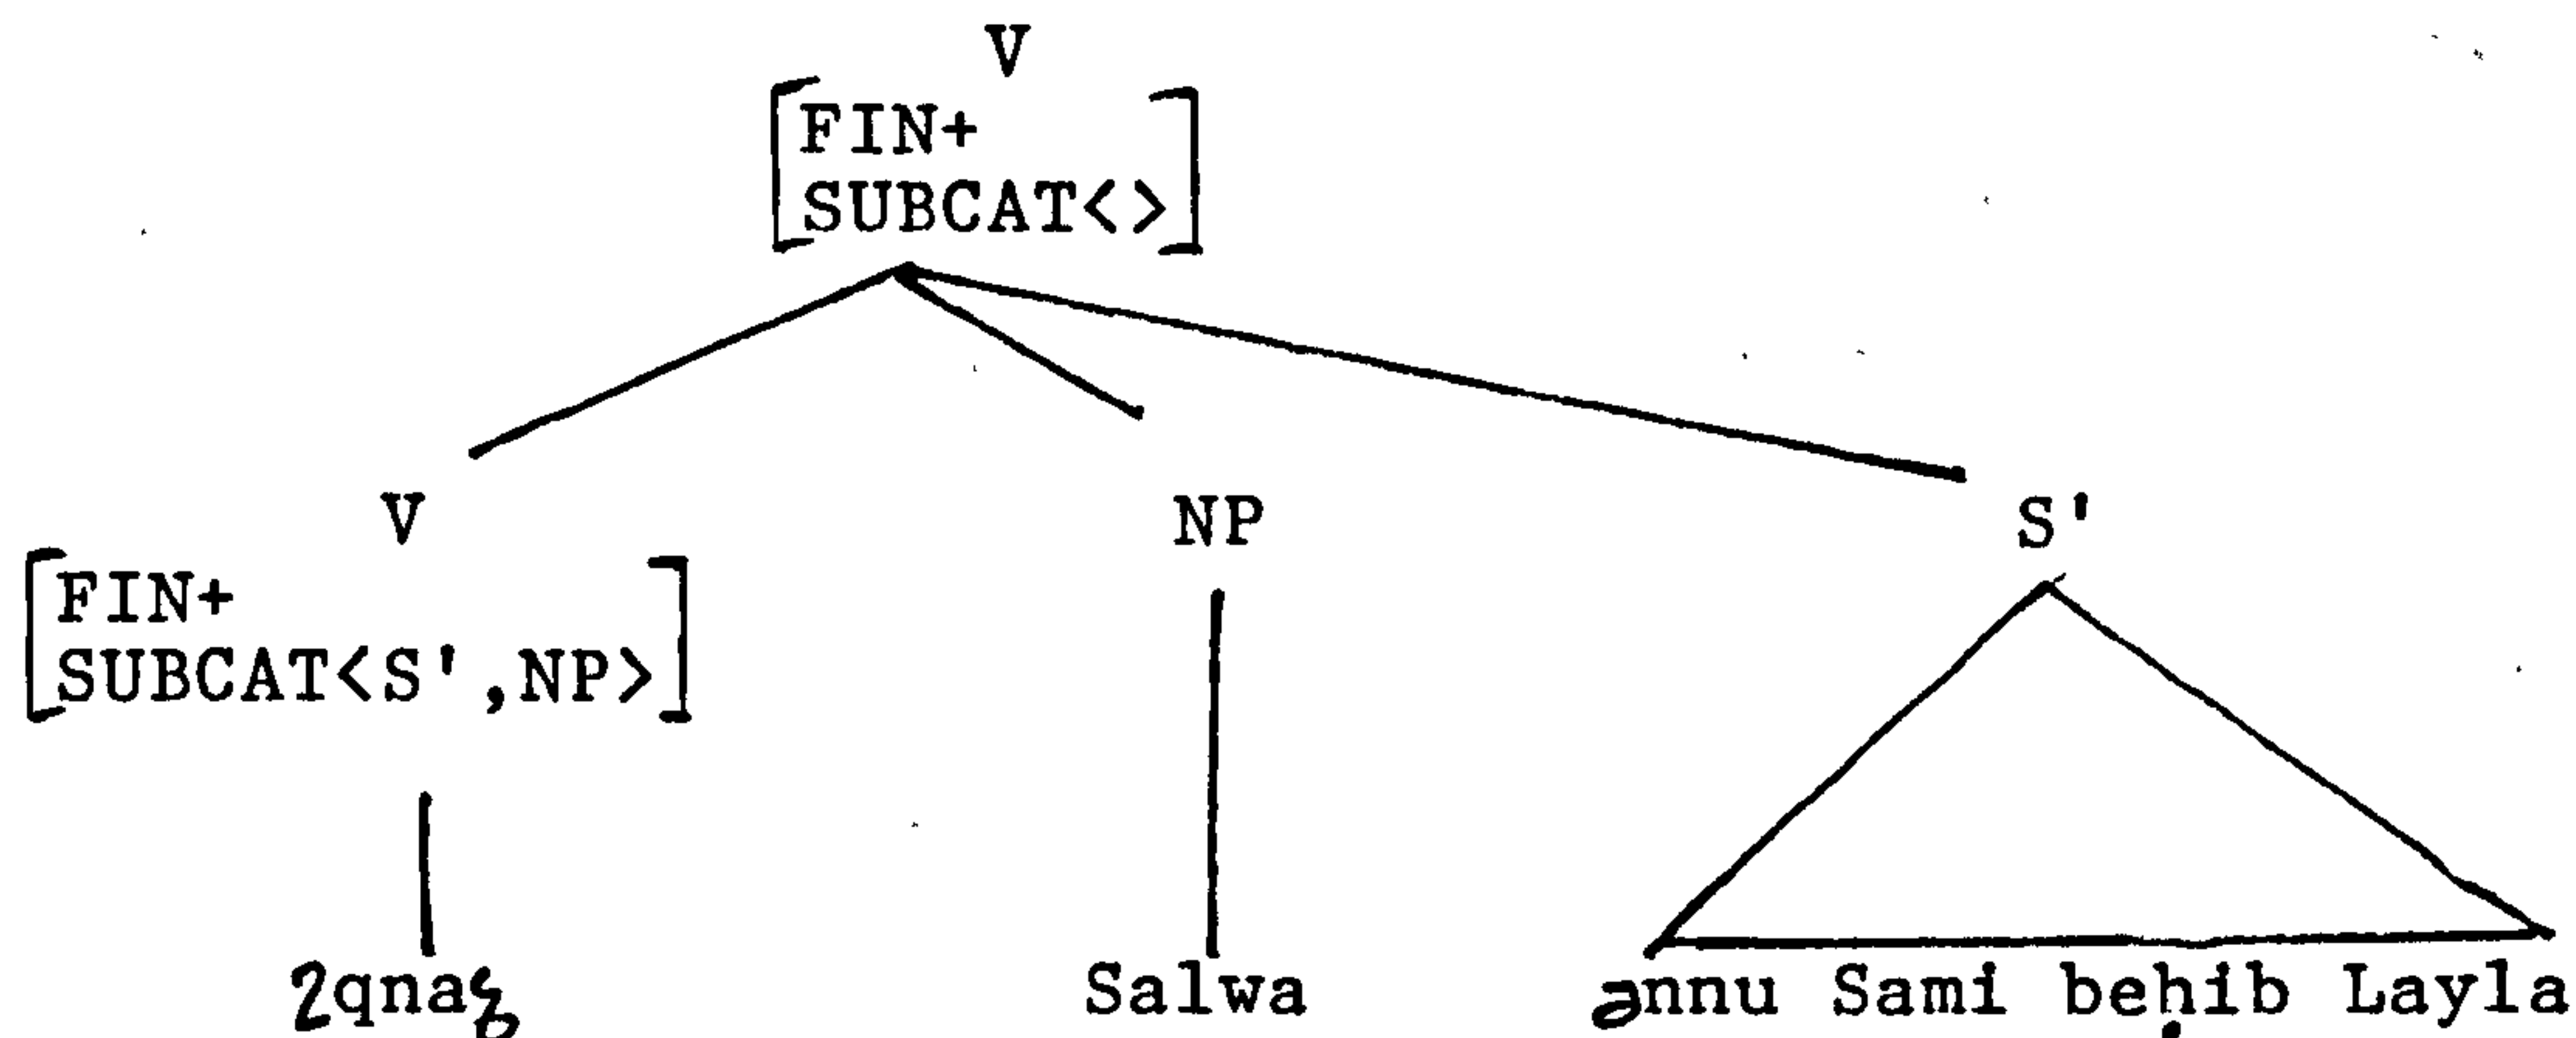 V
FIN+
SUBCAT<>
V NP S'
FIN+
SUBCAT<S',NP>
ʔqnaʕ Salwa ənnu Sami beḥib Layla